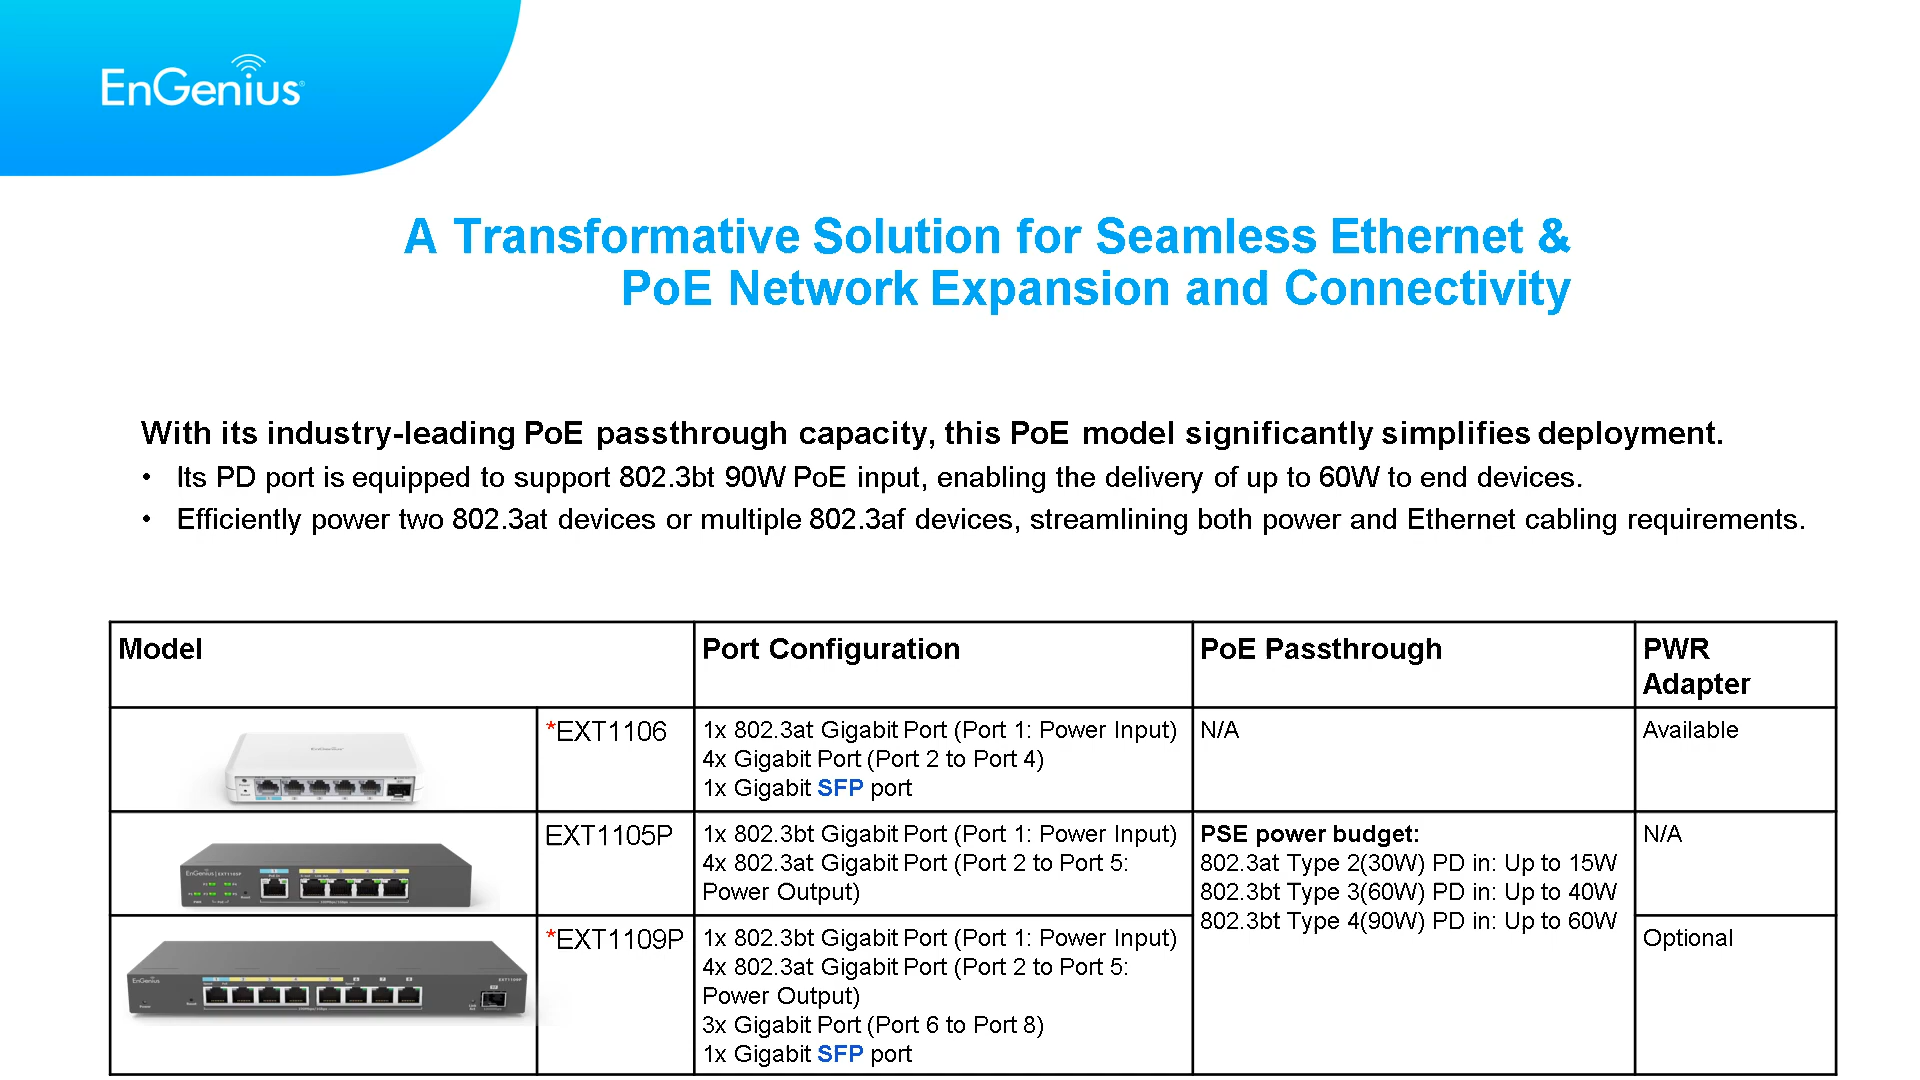 EnGenius
A Transformative Solution for Seamless Ethernet &
PoE Network Expansion and Connectivity
With its industry-leading PoE passthrough capacity, this PoE model significantly simplifies deployment.
• Its PD port is equipped to support 802.3bt 90W PoE input, enabling the delivery of up to 60W to end devices.
• Efficiently power two 802.3at devices or multiple 802.3af devices, streamlining both power and Ethernet cabling requirements.
Model
Port Configuration
PoE Passthrough
PWR
Adapter
EnGenius
*EXT1106
1x 802.3at Gigabit Port (Port 1: Power Input)
4x Gigabit Port (Port 2 to Port 4)
1x Gigabit SFP port
N/A
Available
EnGenius | EXT1105P
EXT1105P
1x 802.3bt Gigabit Port (Port 1: Power Input)
4x 802.3at Gigabit Port (Port 2 to Port 5:
Power Output)
PSE power budget:
802.3at Type 2(30W) PD in: Up to 15W
802.3bt Type 3(60W) PD in: Up to 40W
802.3bt Type 4(90W) PD in: Up to 60W
N/A
EnGenius
EXT1109P
*EXT1109P
1x 802.3bt Gigabit Port (Port 1: Power Input)
4x 802.3at Gigabit Port (Port 2 to Port 5:
Power Output)
3x Gigabit Port (Port 6 to Port 8)
1x Gigabit SFP port
Optional